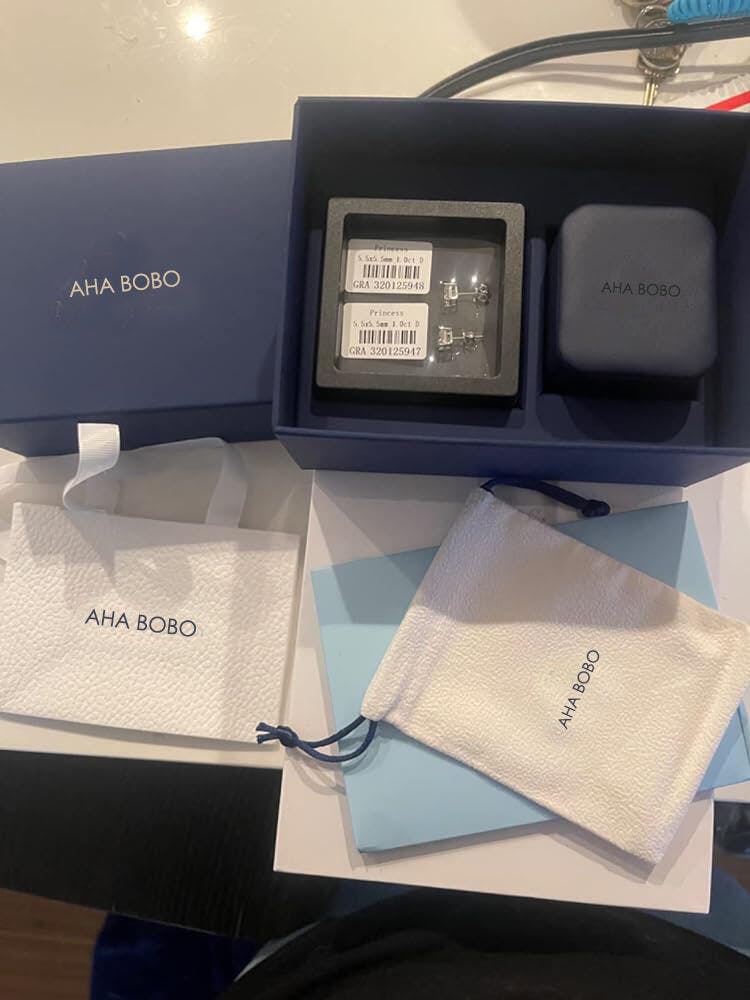 AHA BOBO
Princess
5.5x5.5mm 1.0ct D
GRA 320125948
Princess
5.5x5.5mm 1.0ct D
GRA 320125947
AHA BOBO
AHA BOBO
AHA BOBO